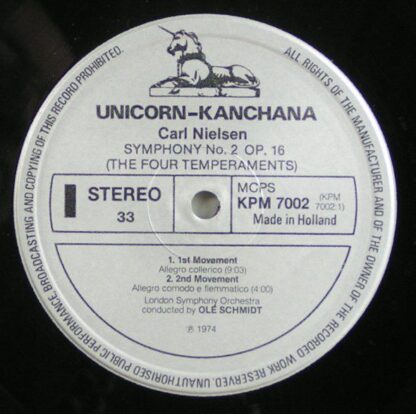 UNICORN-KANCHANA
Carl Nielsen
SYMPHONY No. 2 OP. 16
(THE FOUR TEMPERAMENTS)
STEREO
33
MCPS
KPM 7002
(KPM
7002:1)
Made in Holland
1. 1st Movement
Allegro collerico (9:03)
2. 2nd Movement
Allegro comodo e flemmatico (4:00)
London Symphony Orchestra
conducted by OLE SCHMIDT
℗ 1974
ALL RIGHTS OF THE MANUFACTURER AND OF THE OWNER OF THE RECORDED WORK RESERVED. UNAUTHORISED PUBLIC PERFORMANCE BROADCASTING AND COPYING OF THIS RECORD PROHIBITED.